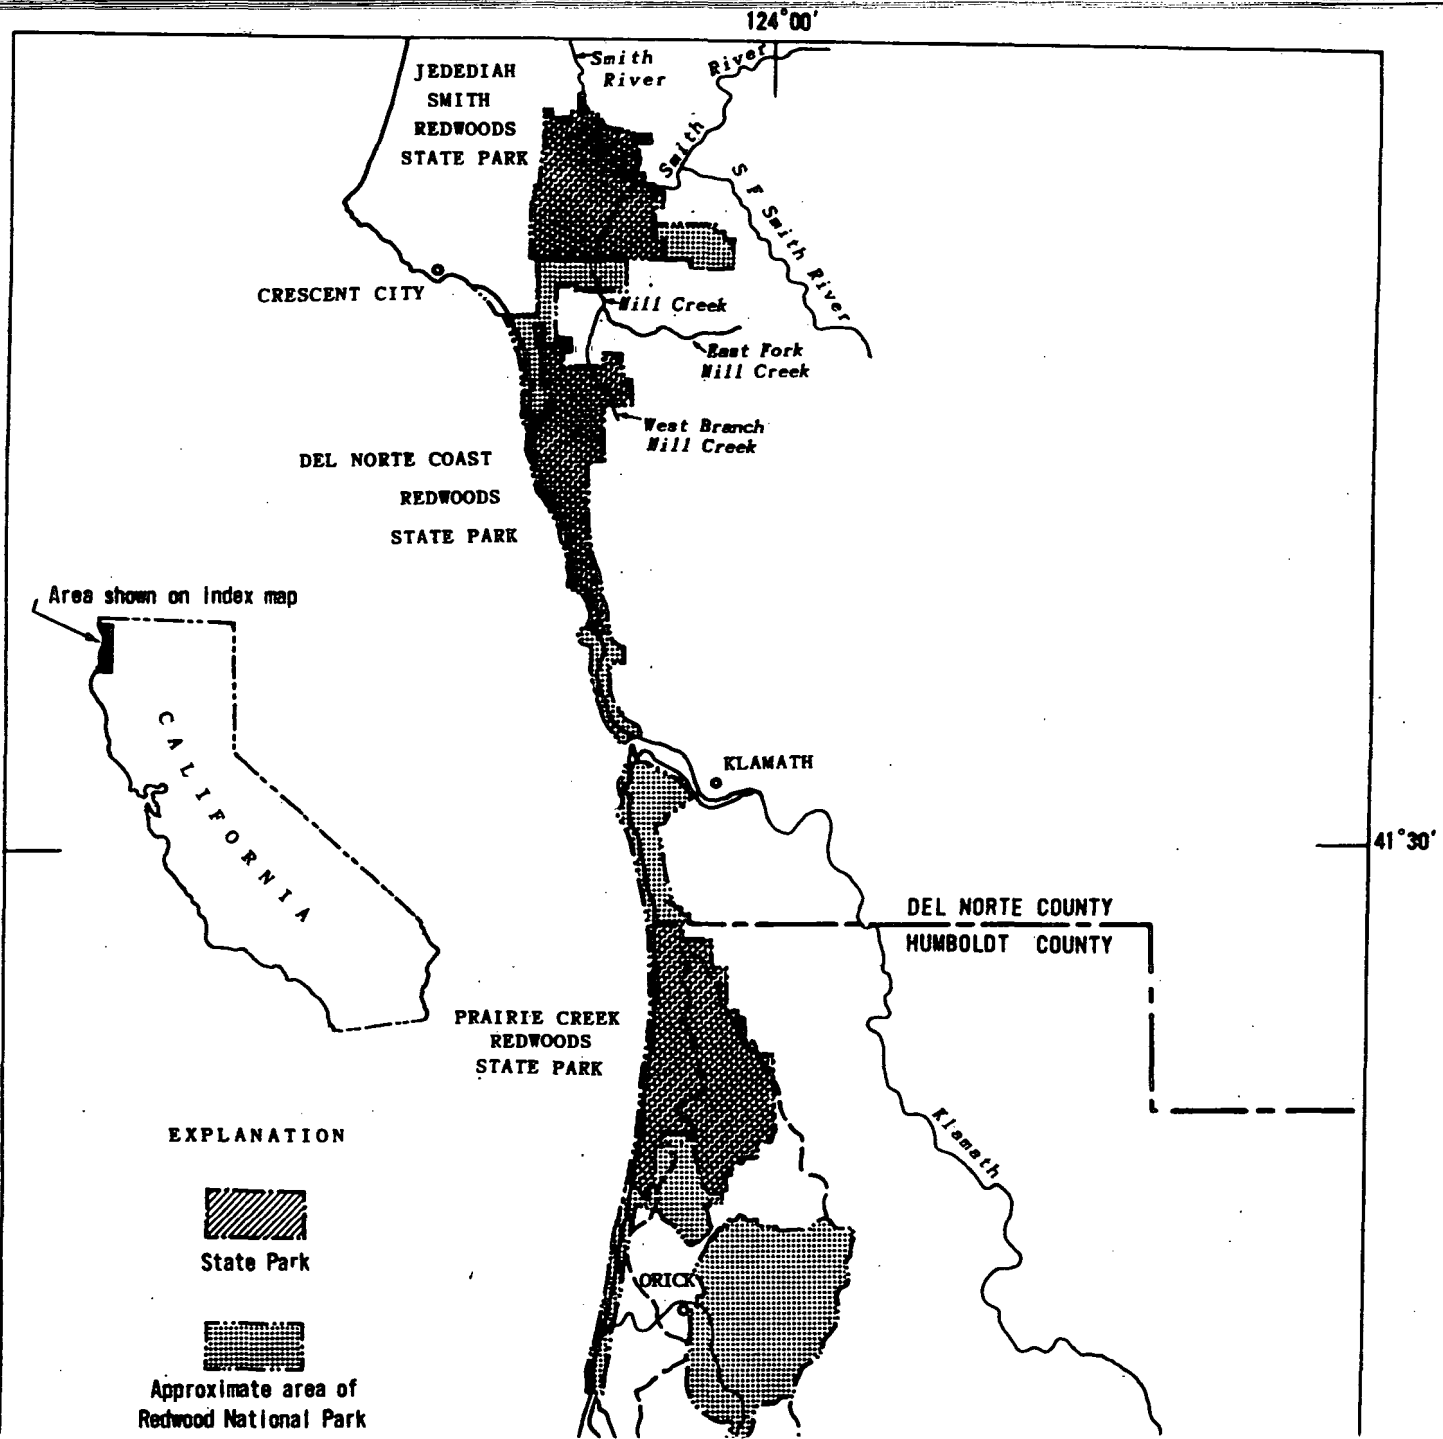 124°00'
JEDEDIAH
SMITH
REDWOODS
STATE PARK
Smith
River
Smith River
S F Smith River
CRESCENT CITY
Mill Creek
East Fork
Mill Creek
West Branch
Mill Creek
DEL NORTE COAST
REDWOODS
STATE PARK
Area shown on index map
CALIFORNIA
KLAMATH
41°30'
DEL NORTE COUNTY
HUMBOLDT COUNTY
PRAIRIE CREEK
REDWOODS
STATE PARK
Klamath
EXPLANATION
State Park
ORICK
Approximate area of
Redwood National Park